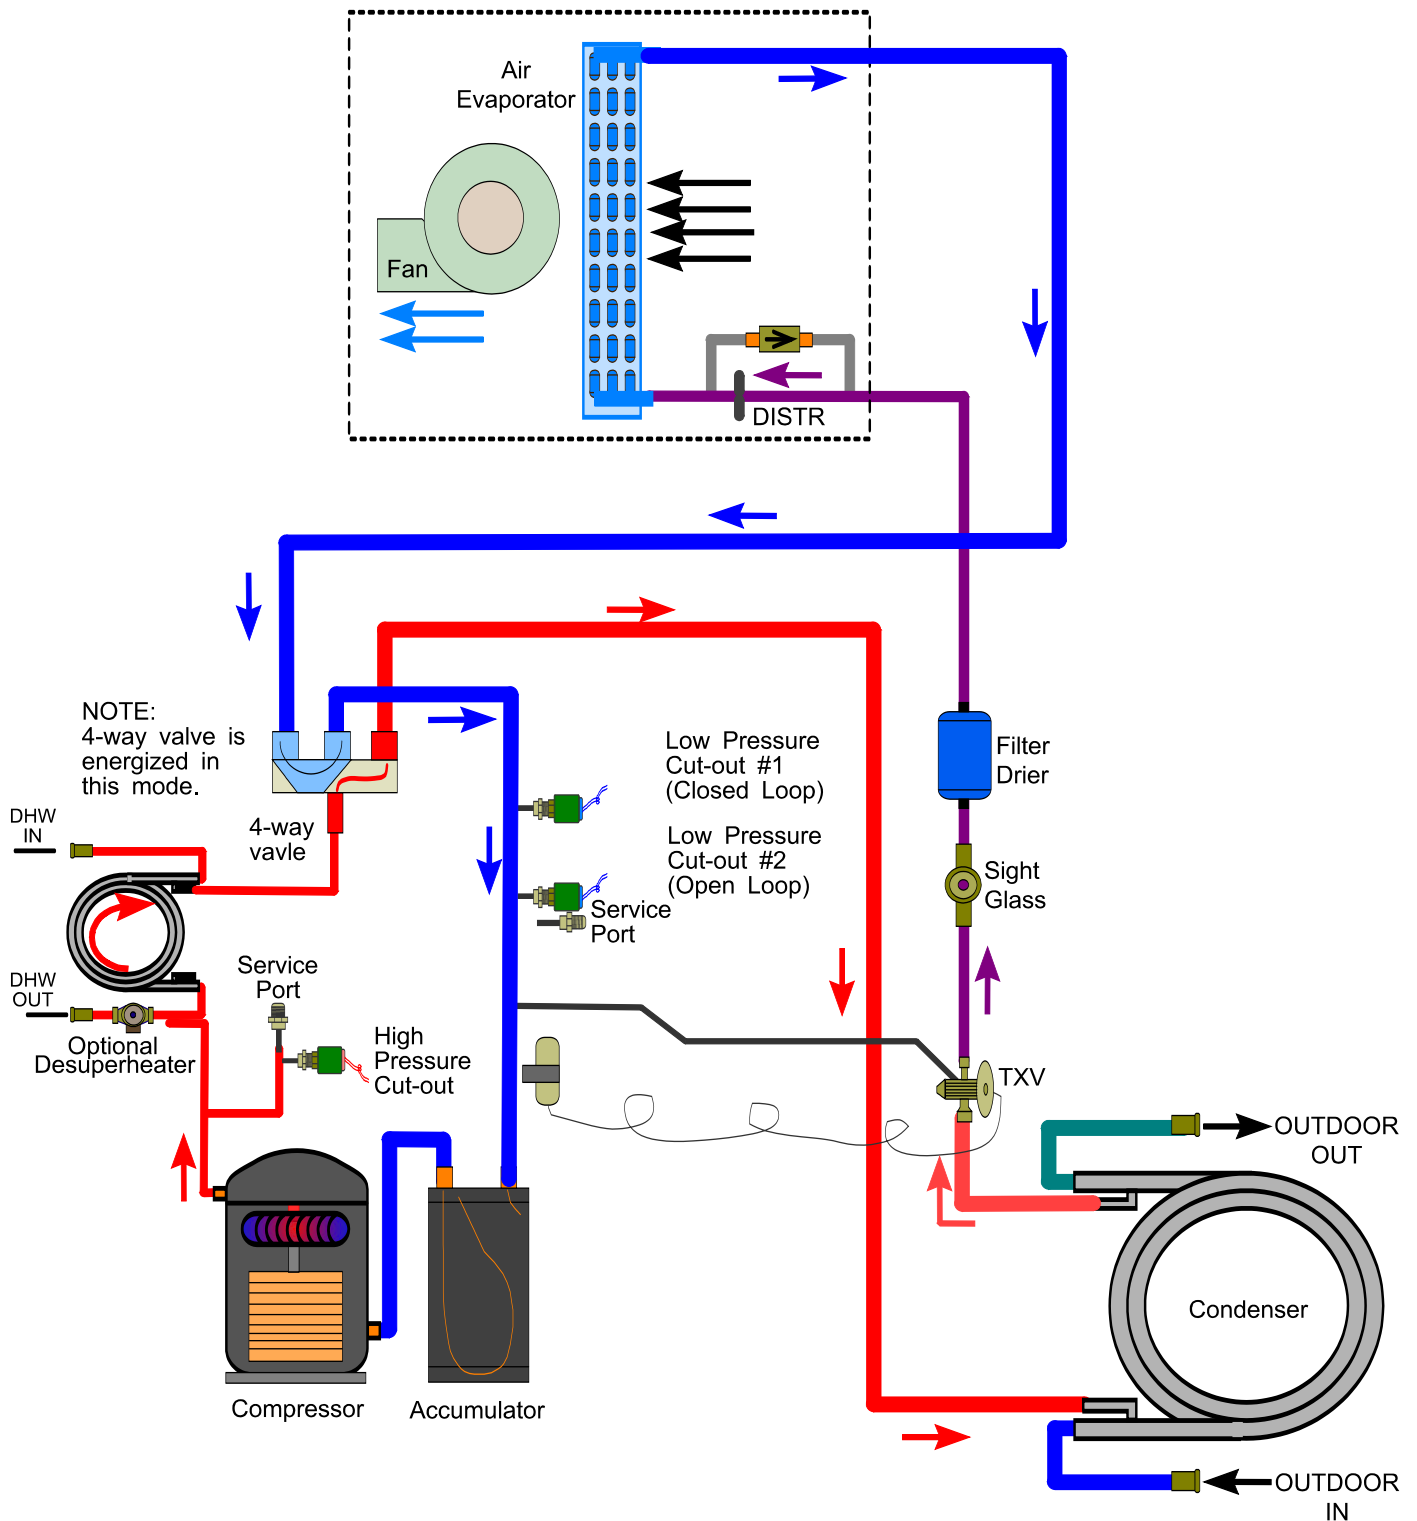 Air
Evaporator
Fan
DISTR
NOTE:
4-way valve is
energized in
this mode.
4-way
vavle
DHW
IN
Low Pressure
Cut-out #1
(Closed Loop)
Low Pressure
Cut-out #2
(Open Loop)
Service
Port
Filter
Drier
Sight
Glass
DHW
OUT
Optional
Desuperheater
Service
Port
High
Pressure
Cut-out
TXV
OUTDOOR
OUT
Condenser
Compressor
Accumulator
OUTDOOR
IN